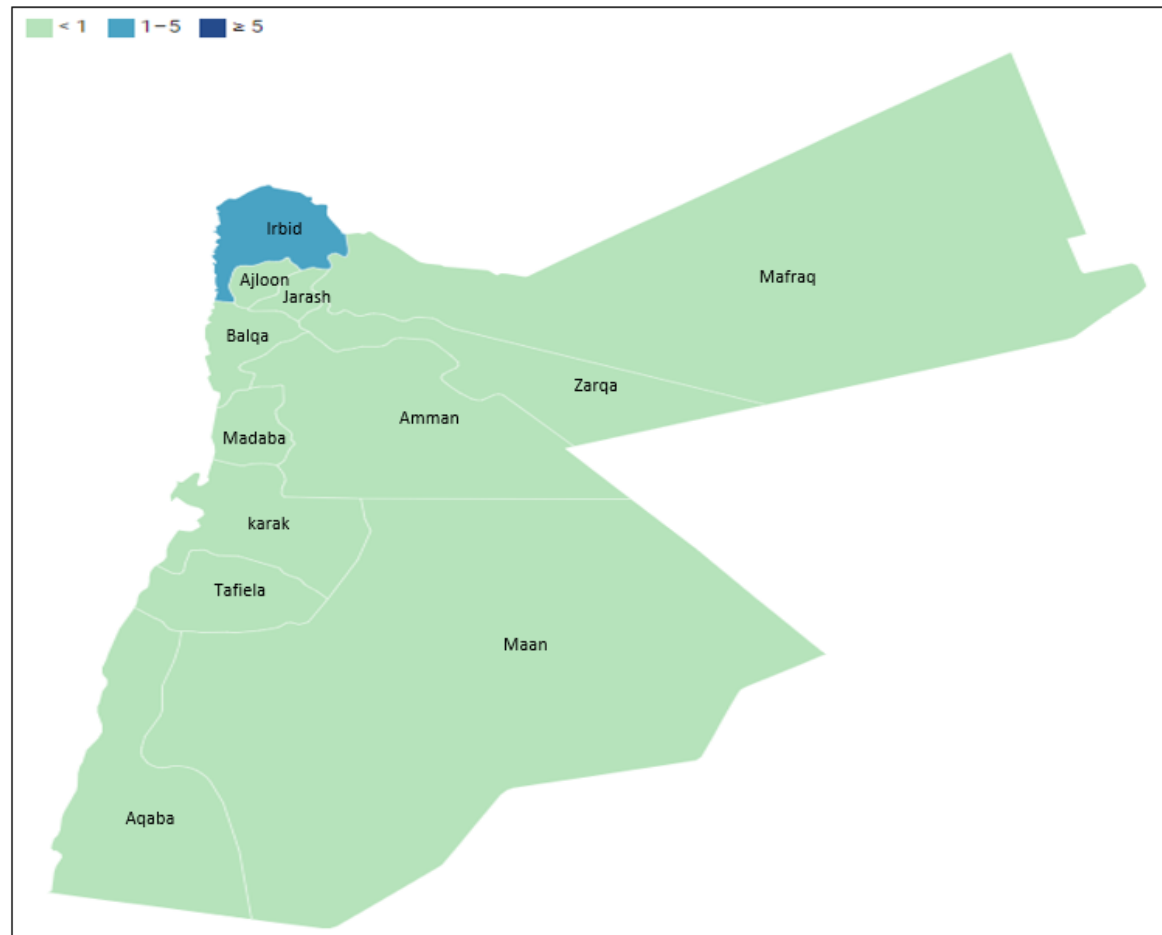 < 1 1–5 ≥ 5
Irbid
Ajloon
Mafraq
Jarash
Balqa
Zarqa
Amman
Madaba
karak
Tafiela
Maan
Aqaba